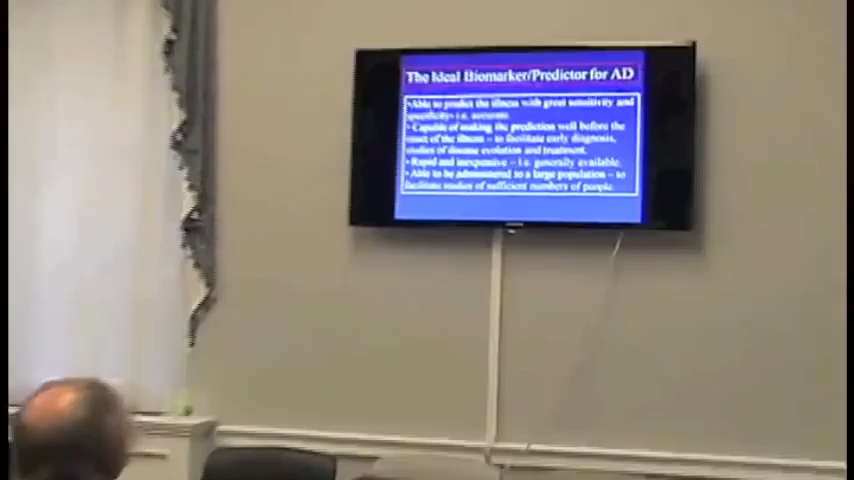 The Ideal Biomarker/Predictor for AD
•Able to predict the illness with great sensitivity and
specificity- i.e. accurate.
• Capable of making the prediction well before the
onset of the illness – to facilitate early diagnosis,
studies of disease evolution and treatment.
• Rapid and inexpensive – i.e. generally available.
• Able to be administered to a large population – to
facilitate studies of sufficient numbers of people.